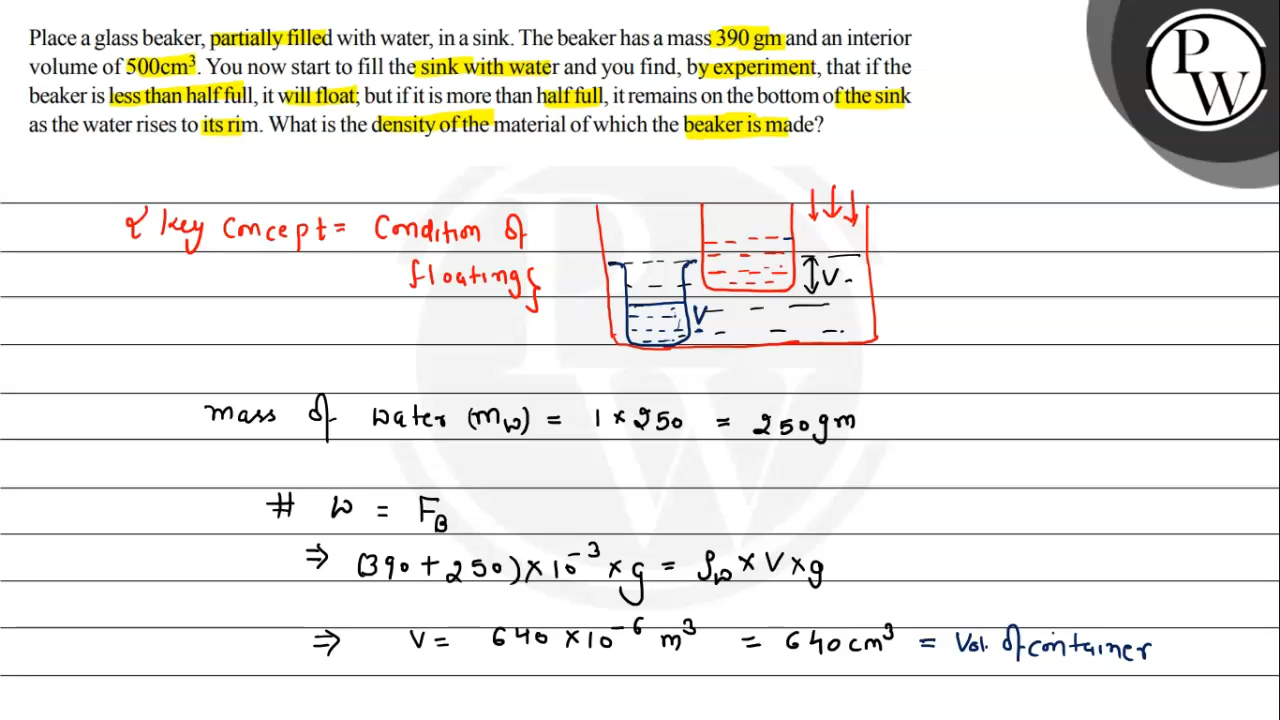 Place a glass beaker, partially filled with water, in a sink. The beaker has a mass 390 gm and an interior
volume of 500cm³. You now start to fill the sink with water and you find, by experiment, that if the
beaker is less than half full, it will float; but if it is more than half full, it remains on the bottom of the sink
as the water rises to its rim. What is the density of the material of which the beaker is made?
P
W
Key Concept = Condition of
floating}
V
V
mass of water (m_w) = 1 × 250 = 250gm
# W = F_B
⇒ (390 + 250) × 10⁻³ × g = ρ_w × V × g
⇒ V = 640 × 10⁻⁶ m³ = 640cm³ = Vol. of container